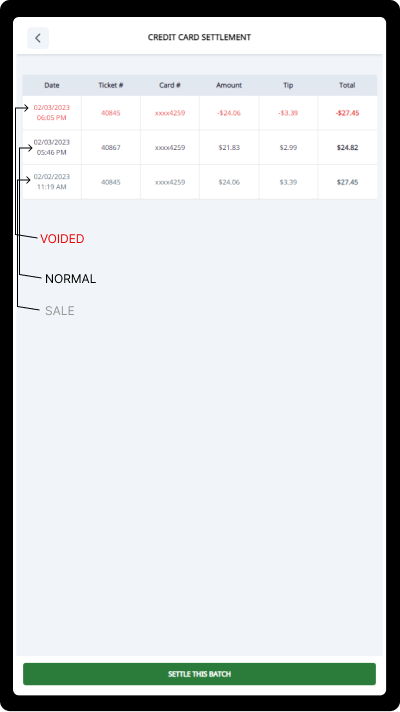 CREDIT CARD SETTLEMENT
Date Ticket # Card # Amount Tip Total
02/03/2023
06:05 PM 40845 xxxx4259 -$24.06 -$3.39 -$27.45
02/03/2023
05:46 PM 40867 xxxx4259 $21.83 $2.99 $24.82
02/02/2023
11:19 AM 40845 xxxx4259 $24.06 $3.39 $27.45
VOIDED
NORMAL
SALE
SETTLE THIS BATCH